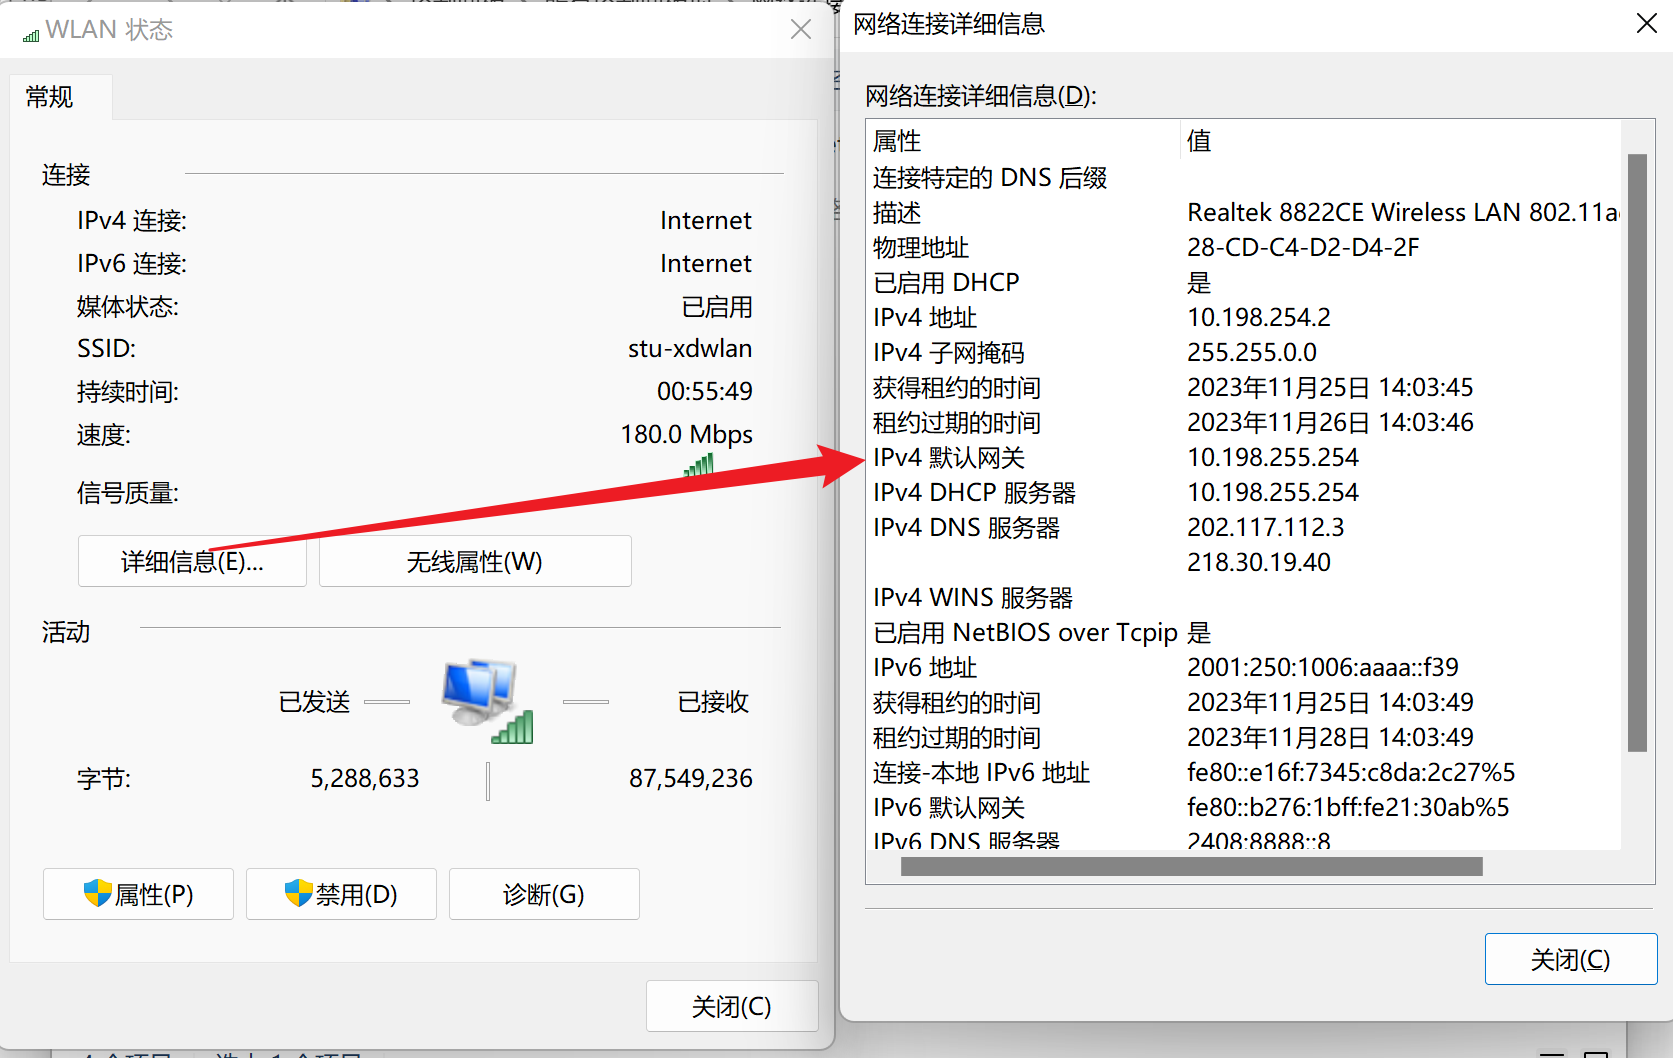 WLAN 状态
常规
连接
IPv4 连接: Internet
IPv6 连接: Internet
媒体状态: 已启用
SSID: stu-xdwlan
持续时间: 00:55:49
速度: 180.0 Mbps
信号质量:
详细信息(E)... 无线属性(W)
活动
已发送 已接收
字节: 5,288,633 87,549,236
属性(P) 禁用(D) 诊断(G)
关闭(C)
网络连接详细信息
网络连接详细信息(D):
属性 值
连接特定的 DNS 后缀
描述 Realtek 8822CE Wireless LAN 802.11a
物理地址 28-CD-C4-D2-D4-2F
已启用 DHCP 是
IPv4 地址 10.198.254.2
IPv4 子网掩码 255.255.0.0
获得租约的时间 2023年11月25日 14:03:45
租约过期的时间 2023年11月26日 14:03:46
IPv4 默认网关 10.198.255.254
IPv4 DHCP 服务器 10.198.255.254
IPv4 DNS 服务器 202.117.112.3
218.30.19.40
IPv4 WINS 服务器
已启用 NetBIOS over Tcpip 是
IPv6 地址 2001:250:1006:aaaa::f39
获得租约的时间 2023年11月25日 14:03:49
租约过期的时间 2023年11月28日 14:03:49
连接-本地 IPv6 地址 fe80::e16f:7345:c8da:2c27%5
IPv6 默认网关 fe80::b276:1bff:fe21:30ab%5
IPv6 DNS 服务器 2408:8888::8
关闭(C)